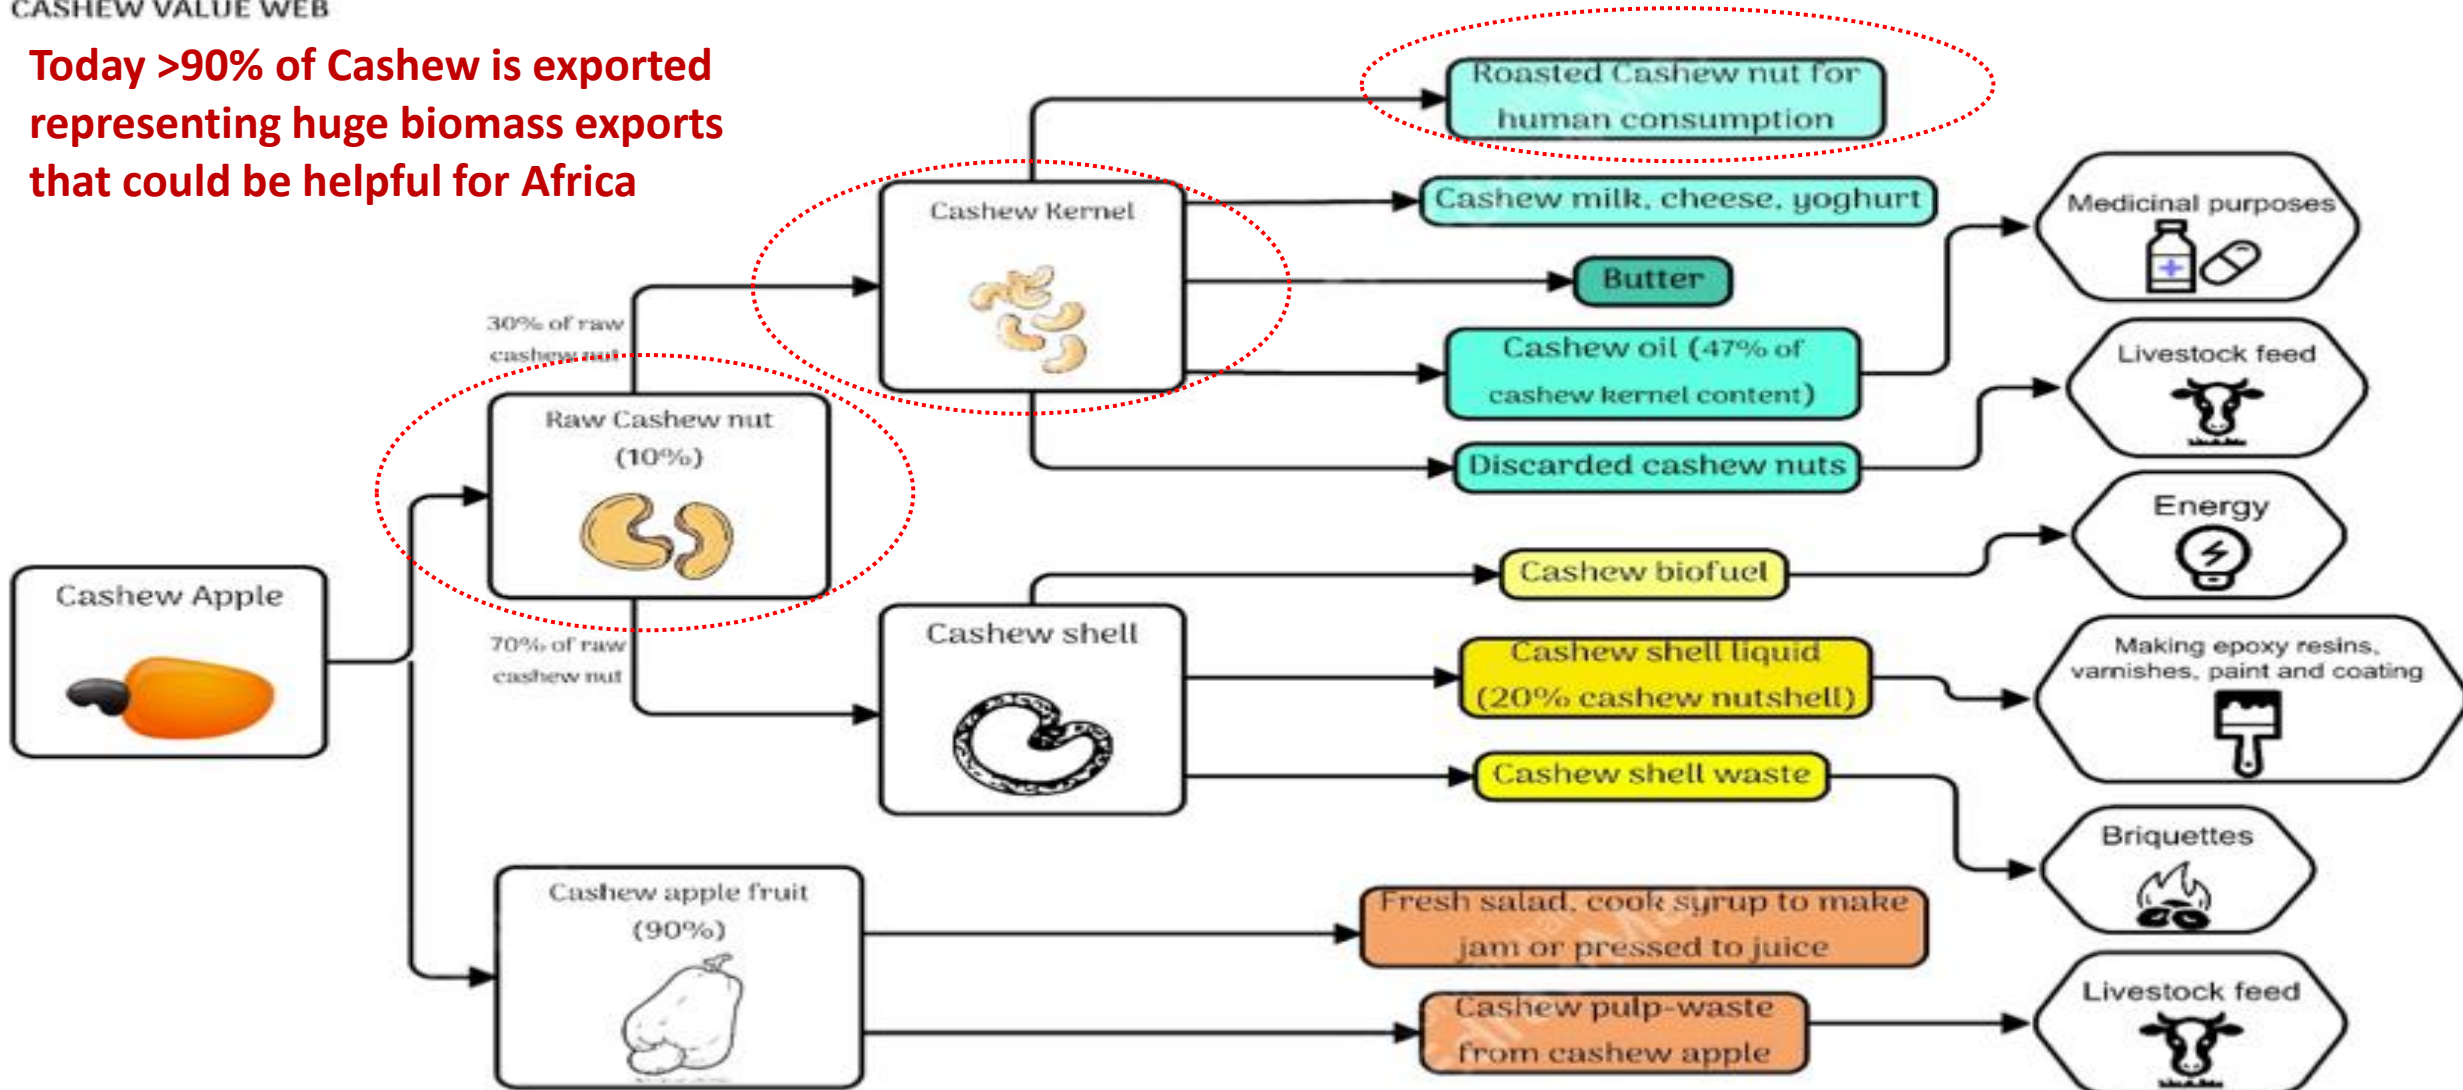 CASHEW VALUE WEB
Today >90% of Cashew is exported
representing huge biomass exports
that could be helpful for Africa
Cashew Apple
30% of raw
cashew nut
Raw Cashew nut
(10%)
70% of raw
cashew nut
Cashew apple fruit
(90%)
Cashew Kernel
Cashew shell
Roasted Cashew nut for
human consumption
Cashew milk, cheese, yoghurt
Butter
Cashew oil (47% of
cashew kernel content)
Discarded cashew nuts
Cashew biofuel
Cashew shell liquid
(20% cashew nutshell)
Cashew shell waste
Fresh salad, cook syrup to make
jam or pressed to juice
Cashew pulp-waste
from cashew apple
Medicinal purposes
Livestock feed
Energy
Making epoxy resins,
varnishes, paint and coating
Briquettes
Livestock feed